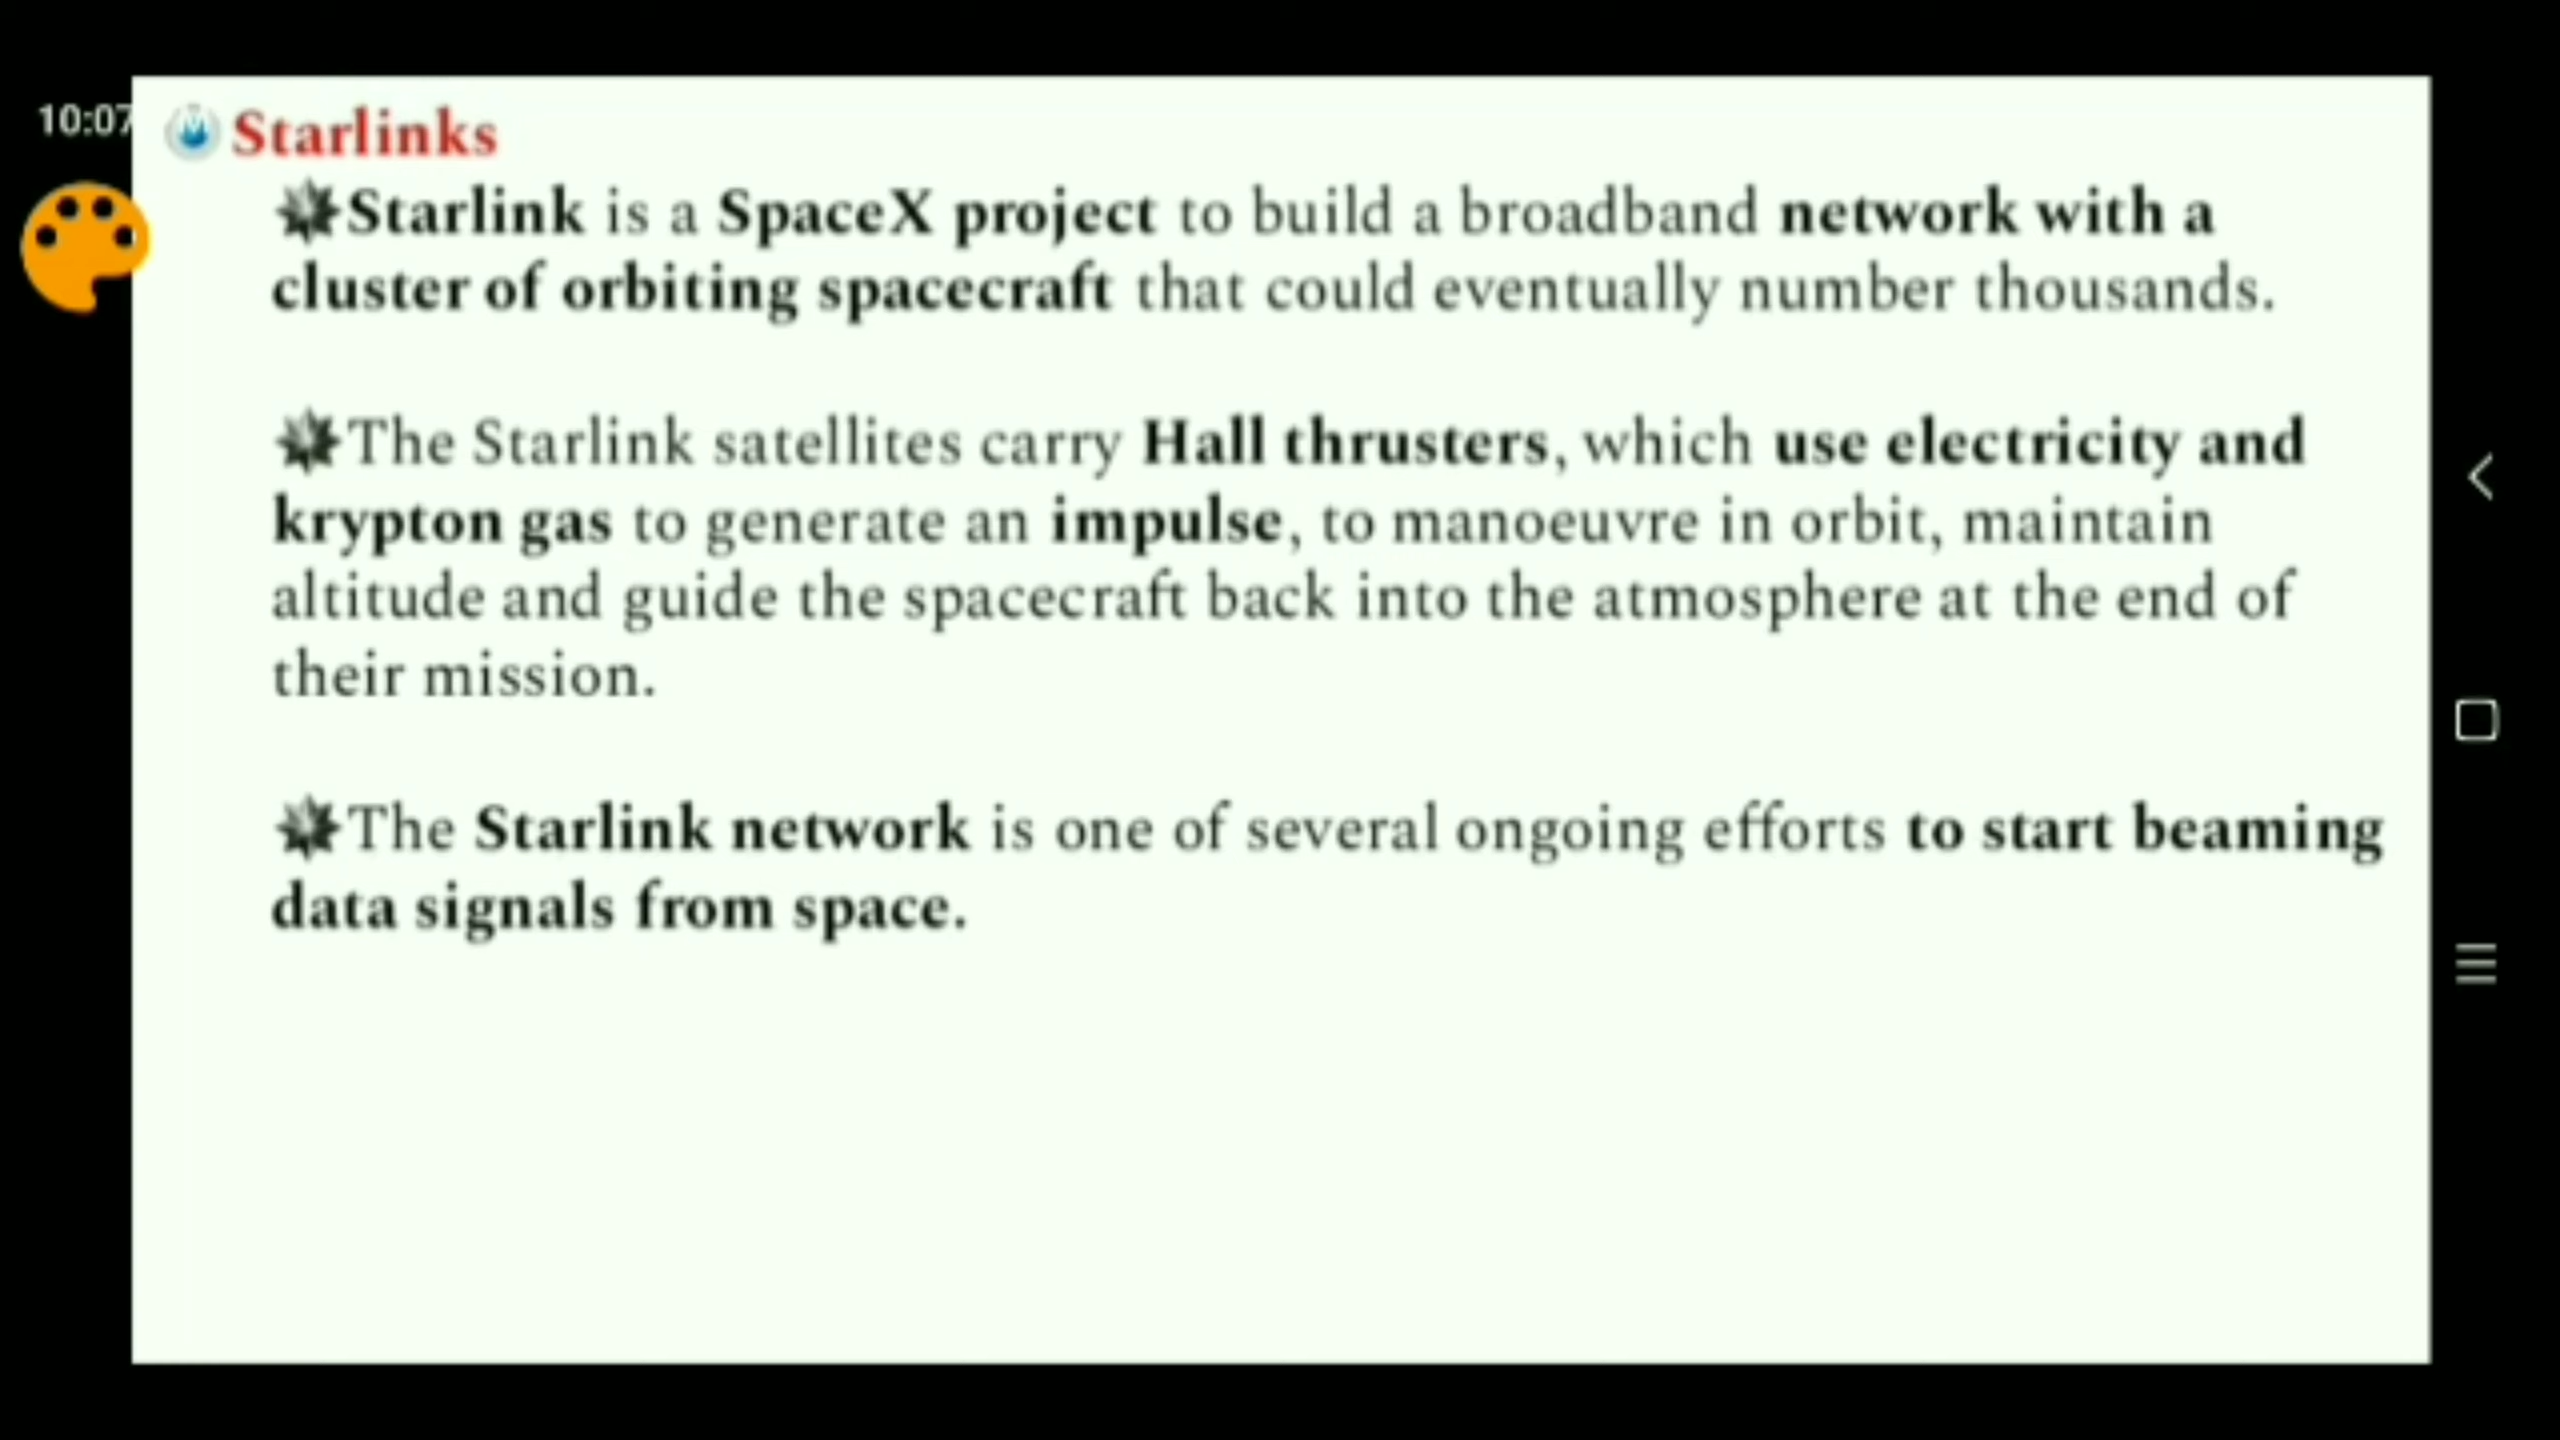 10:07
Starlinks
Starlink is a SpaceX project to build a broadband network with a
cluster of orbiting spacecraft that could eventually number thousands.
The Starlink satellites carry Hall thrusters, which use electricity and
krypton gas to generate an impulse, to manoeuvre in orbit, maintain
altitude and guide the spacecraft back into the atmosphere at the end of
their mission.
The Starlink network is one of several ongoing efforts to start beaming
data signals from space.